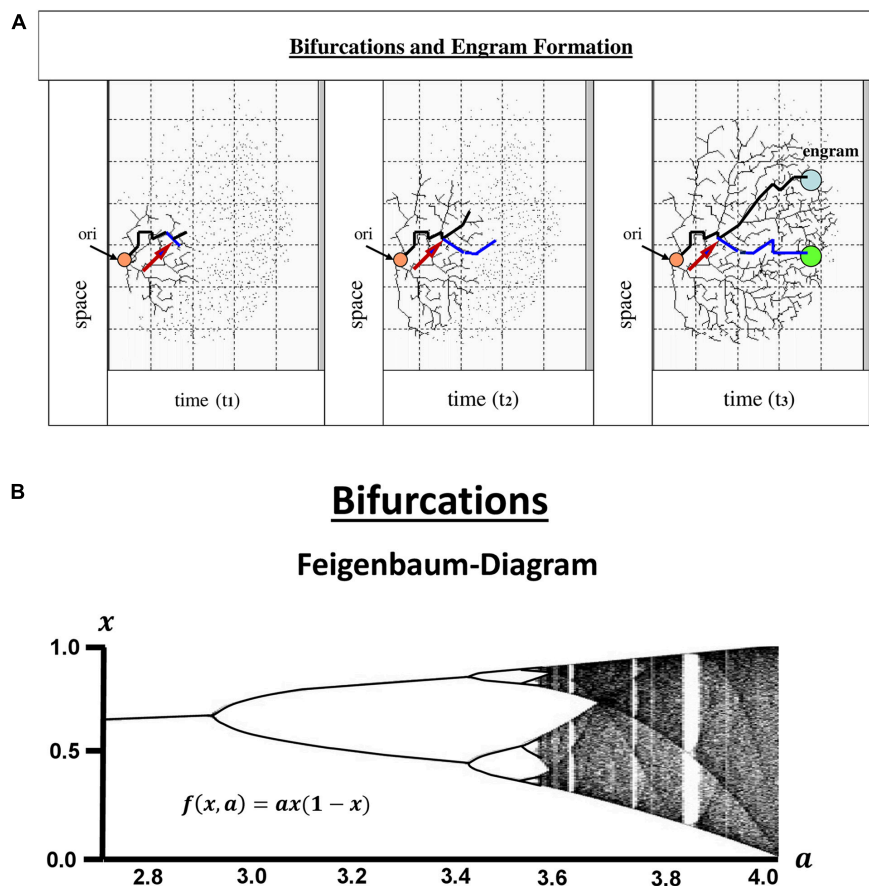 A
Bifurcations and Engram Formation
ori
space
time (t1)
ori
space
time (t2)
engram
ori
space
time (t3)
B
Bifurcations
Feigenbaum-Diagram
x
1.0
0.5
0.0
f(x, a) = ax(1 − x)
2.8 3.0 3.2 3.4 3.6 3.8 4.0 a